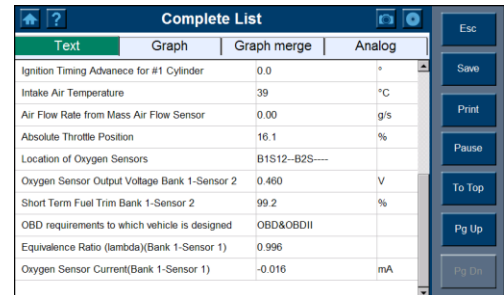 ? Complete List
Text Graph Graph merge Analog
Ignition Timing Advanece for #1 Cylinder 0.0 °
Intake Air Temperature 39 °C
Air Flow Rate from Mass Air Flow Sensor 0.00 g/s
Absolute Throttle Position 16.1 %
Location of Oxygen Sensors B1S12--B2S----
Oxygen Sensor Output Voltage Bank 1-Sensor 2 0.460 V
Short Term Fuel Trim Bank 1-Sensor 2 99.2 %
OBD requirements to which vehicle is designed OBD&OBDII
Equivalence Ratio (lambda)(Bank 1-Sensor 1) 0.996
Oxygen Sensor Current(Bank 1-Sensor 1) -0.016 mA
Esc
Save
Print
Pause
To Top
Pg Up
Pg Dn